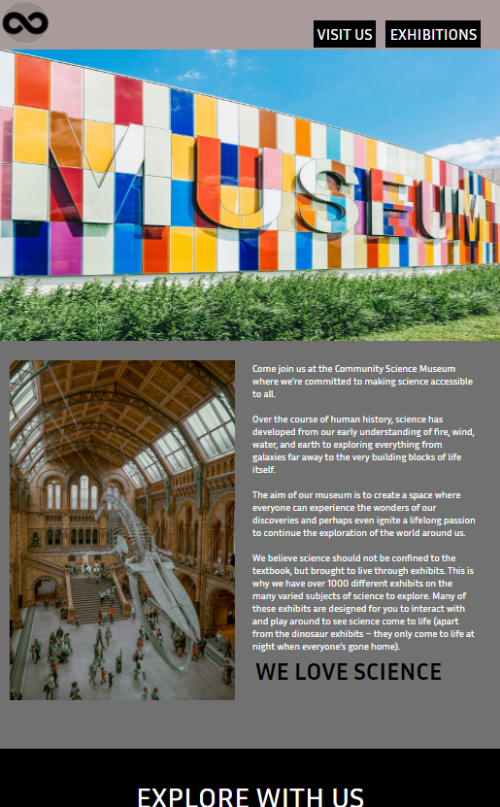 VISIT US
EXHIBITIONS
MUSEUM
Come join us at the Community Science Museum
where we're committed to making science accessible
to all.
Over the course of human history, science has
developed from our early understanding of fire, wind,
water, and earth to exploring everything from
galaxies far away to the very building blocks of life
itself.
The aim of our museum is to create a space where
everyone can experience the wonders of our
discoveries and perhaps even ignite a lifelong passion
to continue the exploration of the world around us.
We believe science should not be confined to the
textbook, but brought to live through exhibits. This is
why we have over 1000 different exhibits on the
many varied subjects of science to explore. Many of
these exhibits are designed for you to interact with
and play around to see science come to life (apart
from the dinosaur exhibits – they only come to life at
night when everyone's gone home).
WE LOVE SCIENCE
EXPLORE WITH US